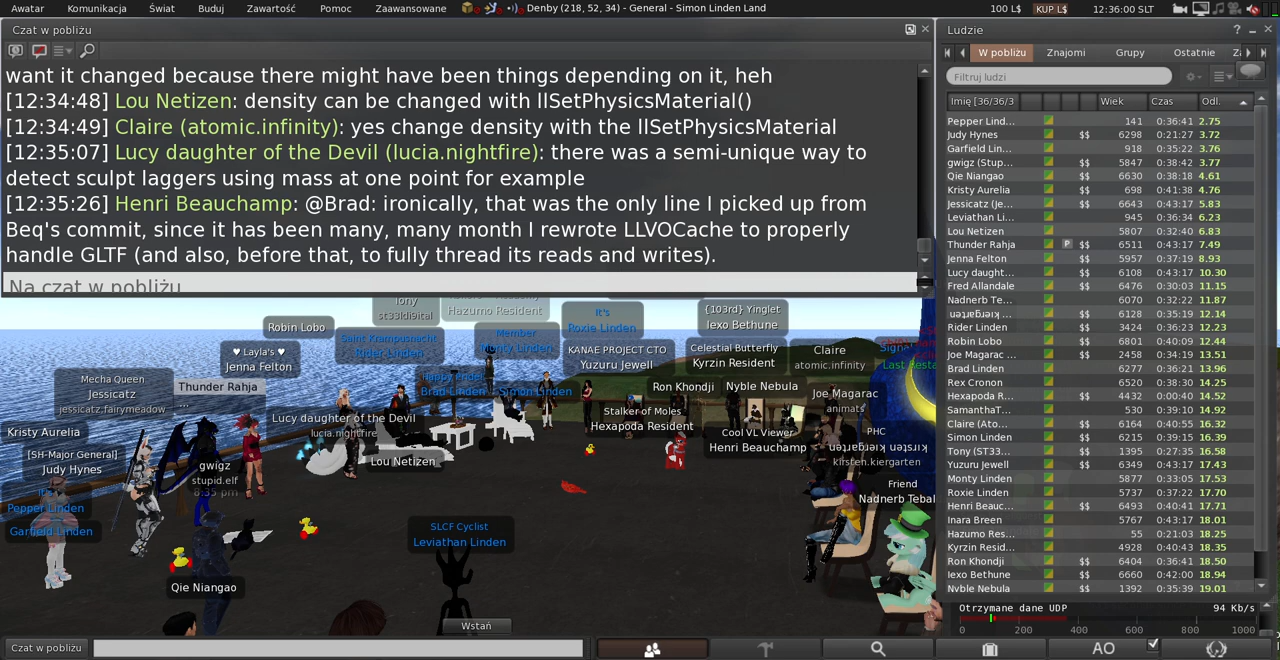 Awatar Komunikacja Świat Buduj Zawartość Pomoc Zaawansowane Denby (218, 52, 34) - General - Simon Linden Land 100 L$ KUP L$ 12:36:00 SLT
Czat w pobliżu
want it changed because there might have been things depending on it, heh
[12:34:48] Lou Netizen: density can be changed with llSetPhysicsMaterial()
[12:34:49] Claire (atomic.infinity): yes change density with the llSetPhysicsMaterial
[12:35:07] Lucy daughter of the Devil (lucia.nightfire): there was a semi-unique way to
detect sculpt laggers using mass at one point for example
[12:35:26] Henri Beauchamp: @Brad: ironically, that was the only line I picked up from
Beq's commit, since it has been many, many month I rewrote LLVOCache to properly
handle GLTF (and also, before that, to fully thread its reads and writes).
Na czat w pobliżu
Tony
st33ldi9ital
Hazumo Resident
It's
Roxie Linden
{103rd} Yinglet
Iexo Bethune
Robin Lobo
Saint Krampusnacht
Rider Linden
Member
Monty Linden
KANAE PROJECT CTO
Yuzuru Jewell
Celestial Butterfly
Kyrzin Resident
Claire
atomic.infinity
♥ Layla's ♥
Jenna Felton
Mecha Queen
Jessicatz
jessicatz.fairymeadow
Thunder Rahja
...
Brad Linden
Simon Linden
Ron Khondji
Nyble Nebula
Joe Magarac
animats
Lucy daughter of the Devil
lucia.nightfire
Stalker of Moles
Hexapoda Resident
Kristy Aurelia
Cool VL Viewer
Henri Beauchamp
PHC
kirsten.kiergarten
[SH-Major General]
Judy Hynes
Lou Netizen
gwigz
stupid.elf
8:35 pm
Friend
Nadnerb Tebal
It's
Pepper Linden
Garfield Linden
SLCF Cyclist
Leviathan Linden
Qie Niangao
Wstań
Czat w pobliżu
Ludzie
W pobliżu Znajomi Grupy Ostatnie
Filtruj ludzi
Imię [36/36/3 Wiek Czas Odl.
Pepper Lind... 141 0:36:41 2.75
Judy Hynes $$ 6298 0:21:27 3.72
Garfield Lin... 918 0:35:22 3.76
gwigz (Stup... $$ 5847 0:38:42 3.77
Qie Niangao $$ 6630 0:38:18 4.61
Kristy Aurelia $$ 698 0:41:38 4.76
Jessicatz (Je... $$ 6643 0:43:17 5.83
Leviathan Li... 945 0:36:34 6.23
Lou Netizen 5807 0:32:40 6.83
Thunder Rahja P $$ 6511 0:43:17 7.49
Jenna Felton $$ 5957 0:37:19 8.93
Lucy daught... $$ 6108 0:43:17 10.30
Fred Allandale $$ 6476 0:30:03 11.15
Nadnerb Te... 6070 0:32:22 11.87
$$ 6128 0:35:19 12.14
Rider Linden $$ 3424 0:36:23 12.23
Robin Lobo $$ 6801 0:40:09 12.44
Joe Magarac ... $$ 2458 0:34:19 13.51
Brad Linden $$ 6277 0:36:21 13.96
Rex Cronon $$ 6520 0:38:30 14.25
Hexapoda R... $$ 4432 0:00:40 14.52
SamanthaT... 530 0:39:10 14.92
Claire (Ato... $$ 6164 0:40:55 16.32
Simon Linden $$ 6215 0:39:15 16.39
Tony (ST33... $$ 1395 0:27:35 16.58
Yuzuru Jewell $$ 6349 0:43:17 17.43
Monty Linden 5877 0:33:05 17.53
Roxie Linden 5737 0:37:22 17.70
Henri Beauc... $$ 6493 0:40:41 17.71
Inara Breen 5767 0:43:17 18.01
Hazumo Res... 55 0:21:03 18.25
Kyrzin Resid... 4928 0:40:43 18.35
Ron Khondji $$ 6404 0:36:41 18.50
Iexo Bethune $$ 6660 0:42:00 18.94
Nyble Nebula $$ 1392 0:35:39 19.01
Otrzymane dane UDP 94 Kb/s
0 200 400 600 800 1000
AO